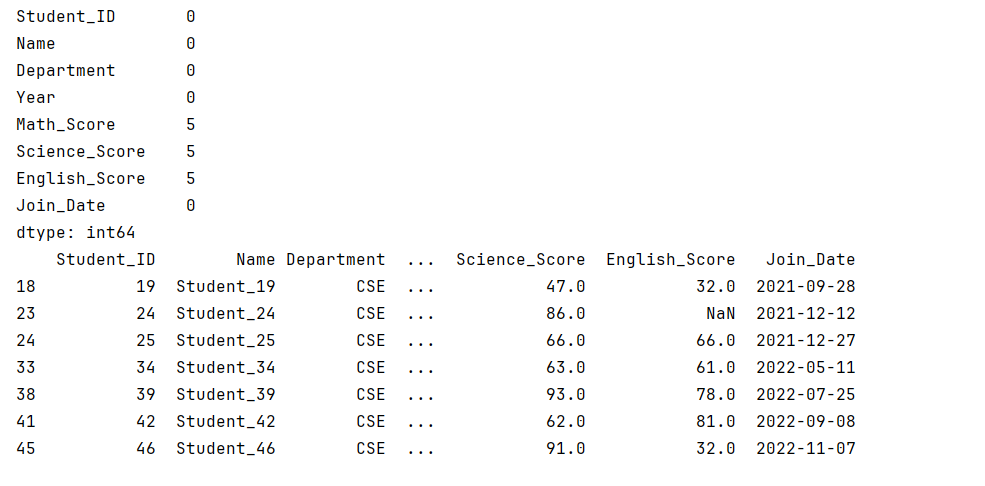 Student_ID       0
Name             0
Department       0
Year             0
Math_Score       5
Science_Score    5
English_Score    5
Join_Date        0
dtype: int64
    Student_ID        Name Department  ...  Science_Score  English_Score   Join_Date
18          19  Student_19        CSE  ...           47.0           32.0  2021-09-28
23          24  Student_24        CSE  ...           86.0            NaN  2021-12-12
24          25  Student_25        CSE  ...           66.0           66.0  2021-12-27
33          34  Student_34        CSE  ...           63.0           61.0  2022-05-11
38          39  Student_39        CSE  ...           93.0           78.0  2022-07-25
41          42  Student_42        CSE  ...           62.0           81.0  2022-09-08
45          46  Student_46        CSE  ...           91.0           32.0  2022-11-07